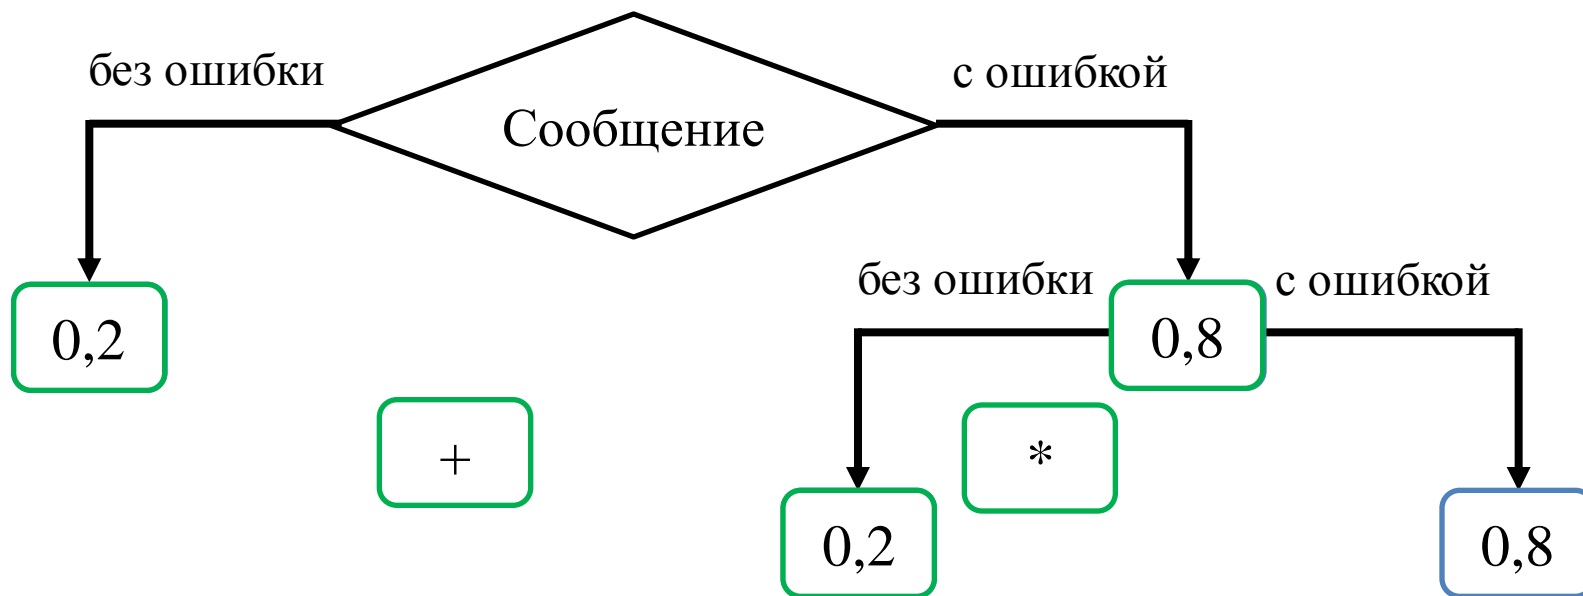 без ошибки
с ошибкой
Сообщение
без ошибки
с ошибкой
0,2
0,8
+
*
0,2
0,8